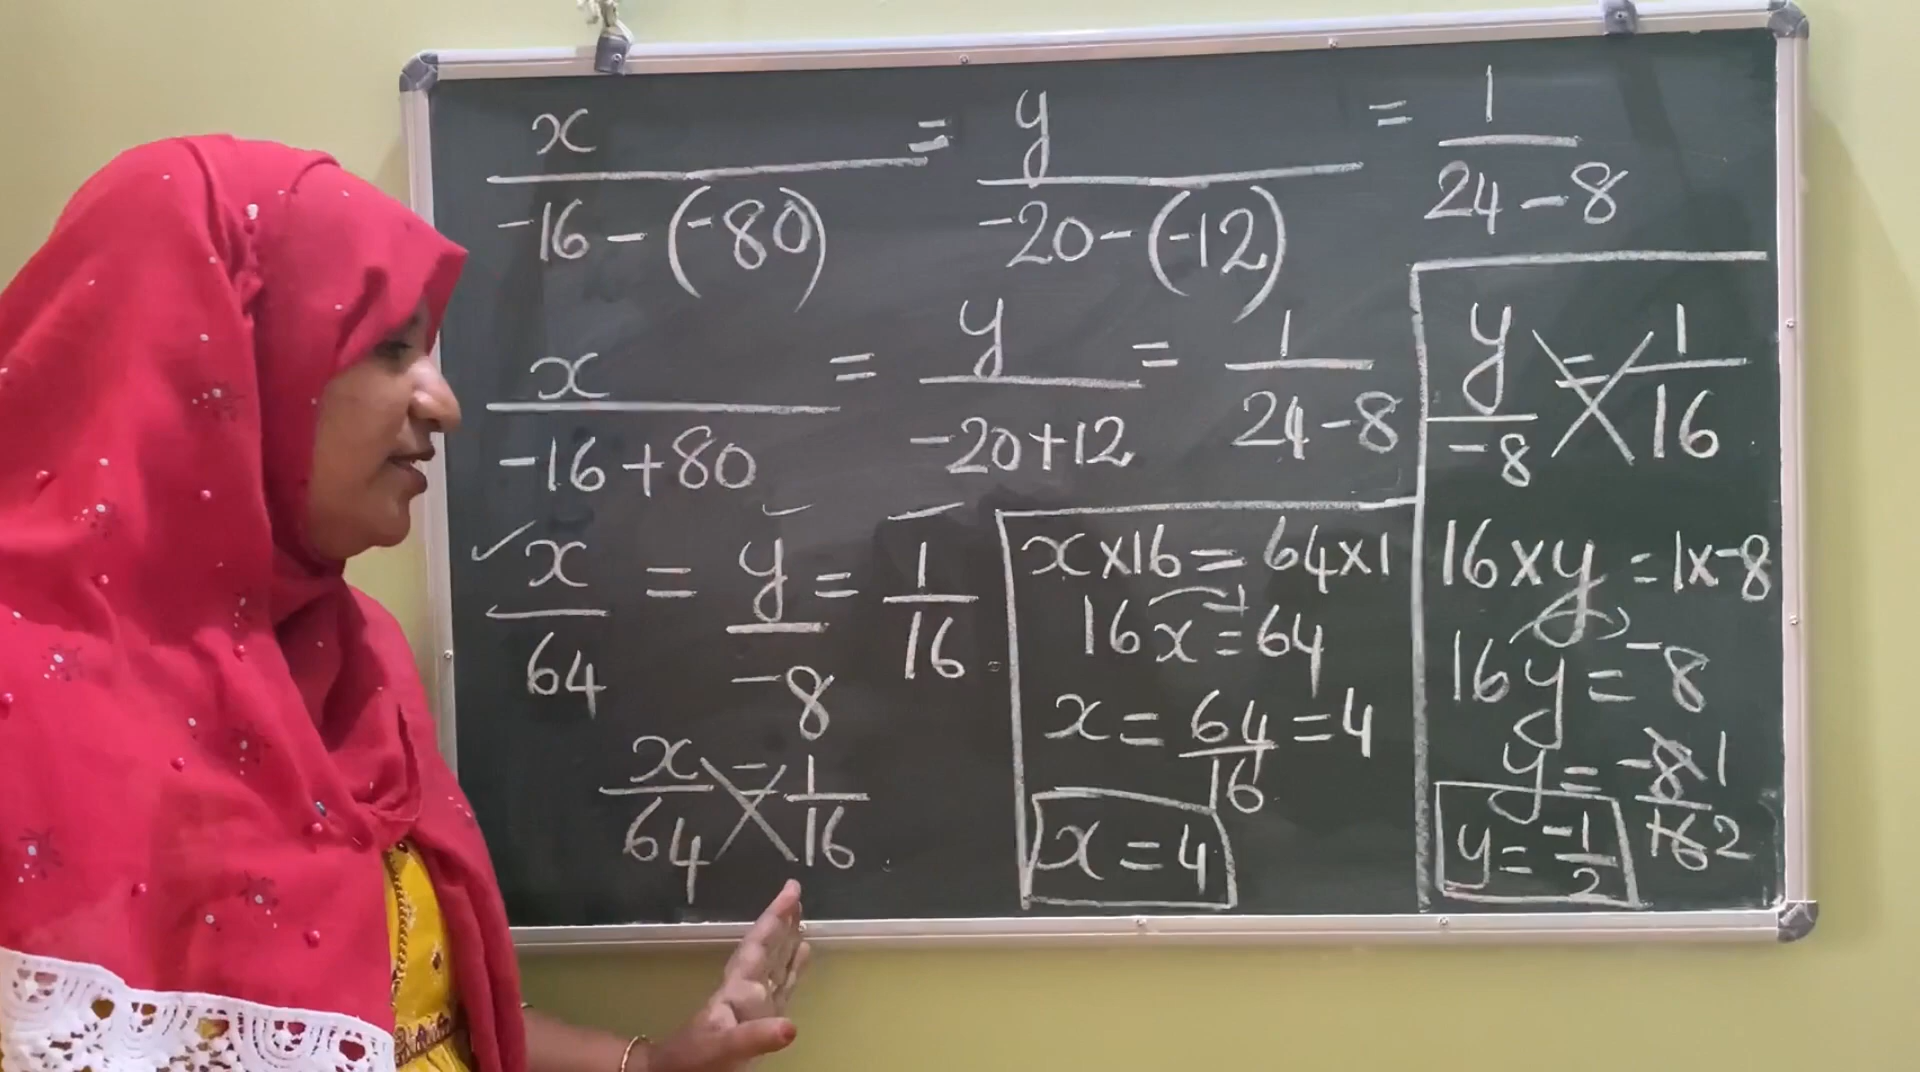 x/(-16-(-80)) = y/(-20-(-12)) = 1/(24-8)
x/(-16+80) = y/(-20+12) = 1/(24-8)
x/64 = y/-8 = 1/16
x/64 = 1/16
x×16=64×1
16x=64
x=64/16=4
x=4
y/-8 = 1/16
16×y=1×-8
16y=-8
y=-8/16 1 2
y=-1/2